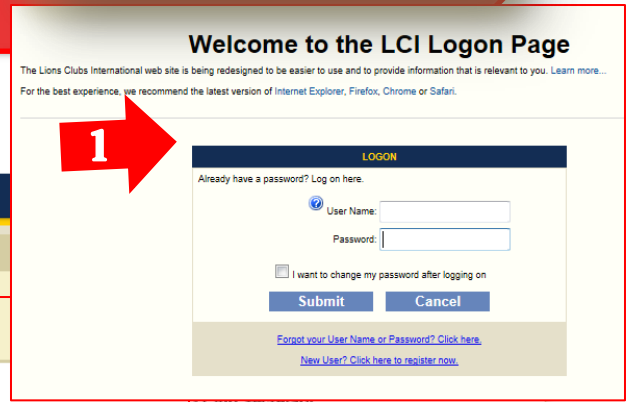 Welcome to the LCI Logon Page
The Lions Clubs International web site is being redesigned to be easier to use and to provide information that is relevant to you. Learn more...
For the best experience, we recommend the latest version of Internet Explorer, Firefox, Chrome or Safari.
1
LOGON
Already have a password? Log on here.
User Name:
Password:
I want to change my password after logging on
Submit Cancel
Forgot your User Name or Password? Click here.
New User? Click here to register now.